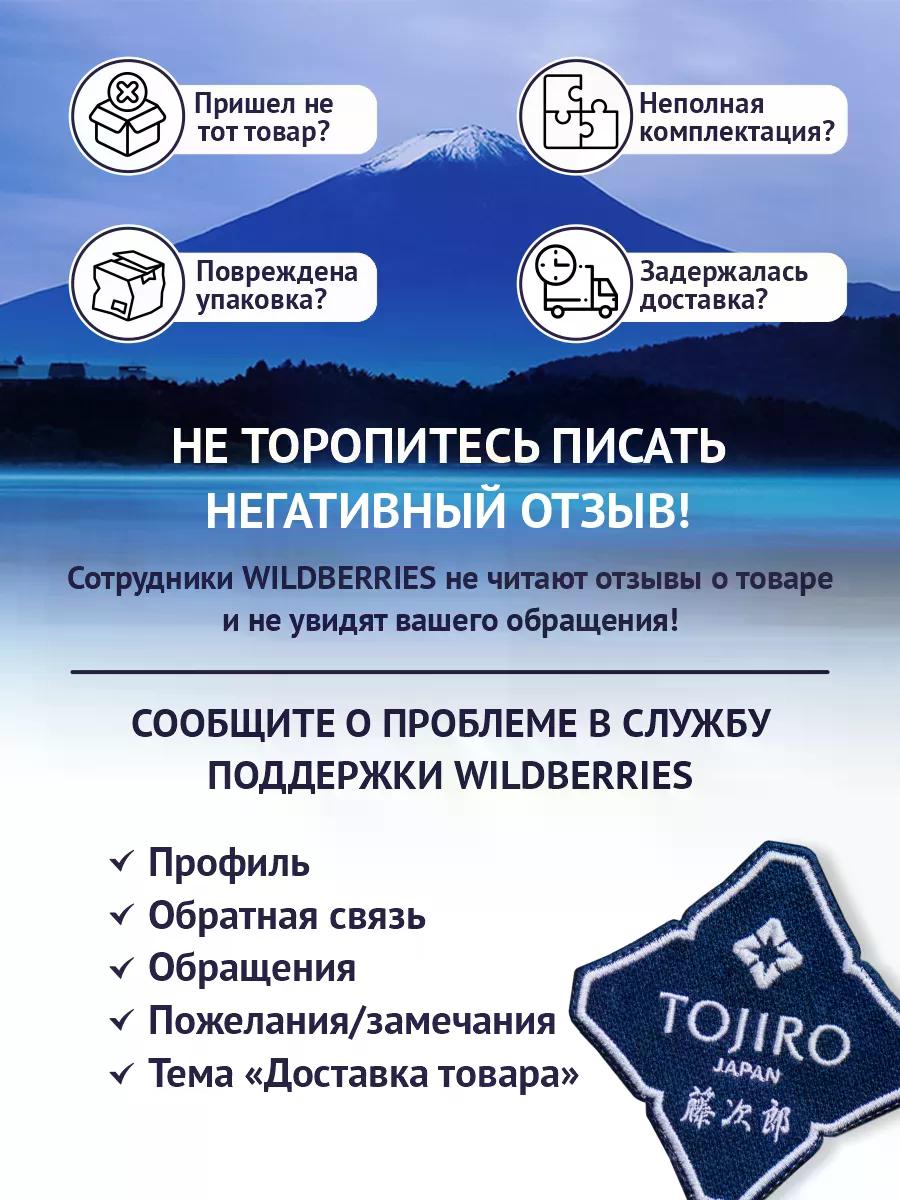 Пришел не
тот товар?
Неполная
комплектация?
Повреждена
упаковка?
Задержалась
доставка?
НЕ ТОРОПИТЕСЬ ПИСАТЬ
НЕГАТИВНЫЙ ОТЗЫВ!
Сотрудники WILDBERRIES не читают отзывы о товаре
и не увидят вашего обращения!
СООБЩИТЕ О ПРОБЛЕМЕ В СЛУЖБУ
ПОДДЕРЖКИ WILDBERRIES
✓ Профиль
✓ Обратная связь
✓ Обращения
✓ Пожелания/замечания
✓ Тема «Доставка товара»
TOJIRO
JAPAN
藤次郎